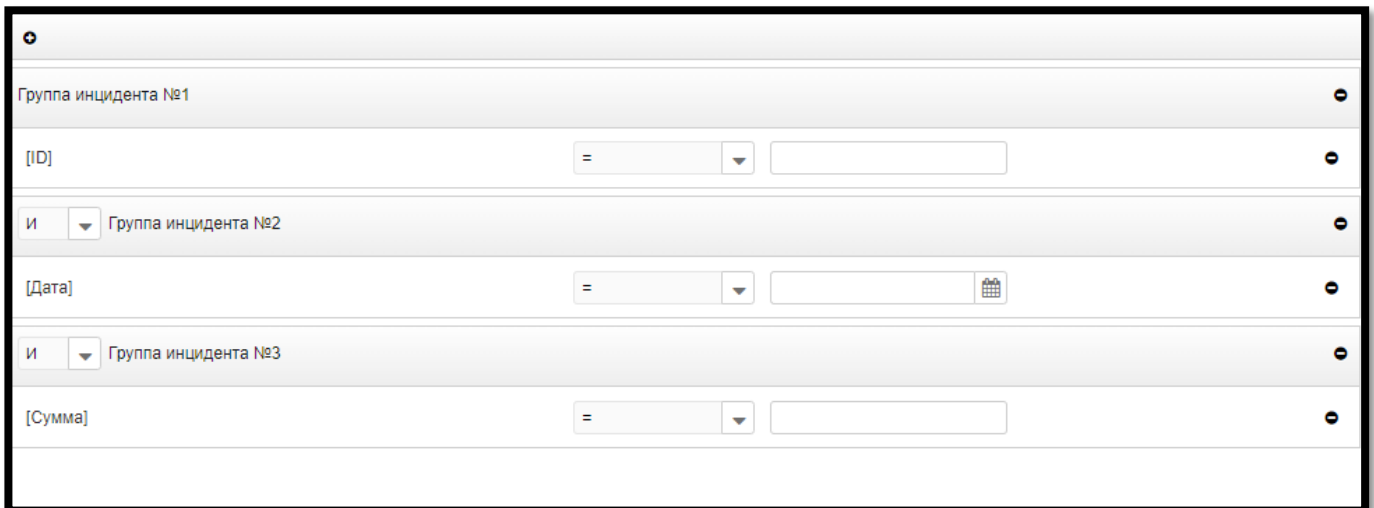 Группа инцидента №1
[ID] =
И Группа инцидента №2
[Дата] =
И Группа инцидента №3
[Сумма] =